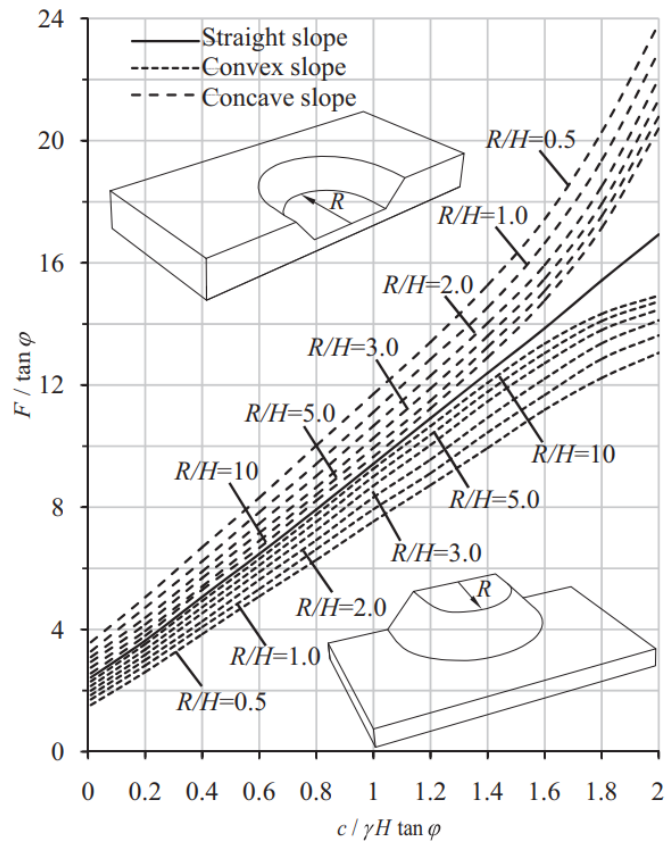 24
20
16
12
8
4
0
F / tan φ
Straight slope
Convex slope
Concave slope
R
R/H=0.5
R/H=1.0
R/H=2.0
R/H=3.0
R/H=5.0
R/H=10
R/H=10
R/H=5.0
R/H=3.0
R/H=2.0
R/H=1.0
R/H=0.5
R
0 0.2 0.4 0.6 0.8 1 1.2 1.4 1.6 1.8 2
c / γH tan φ